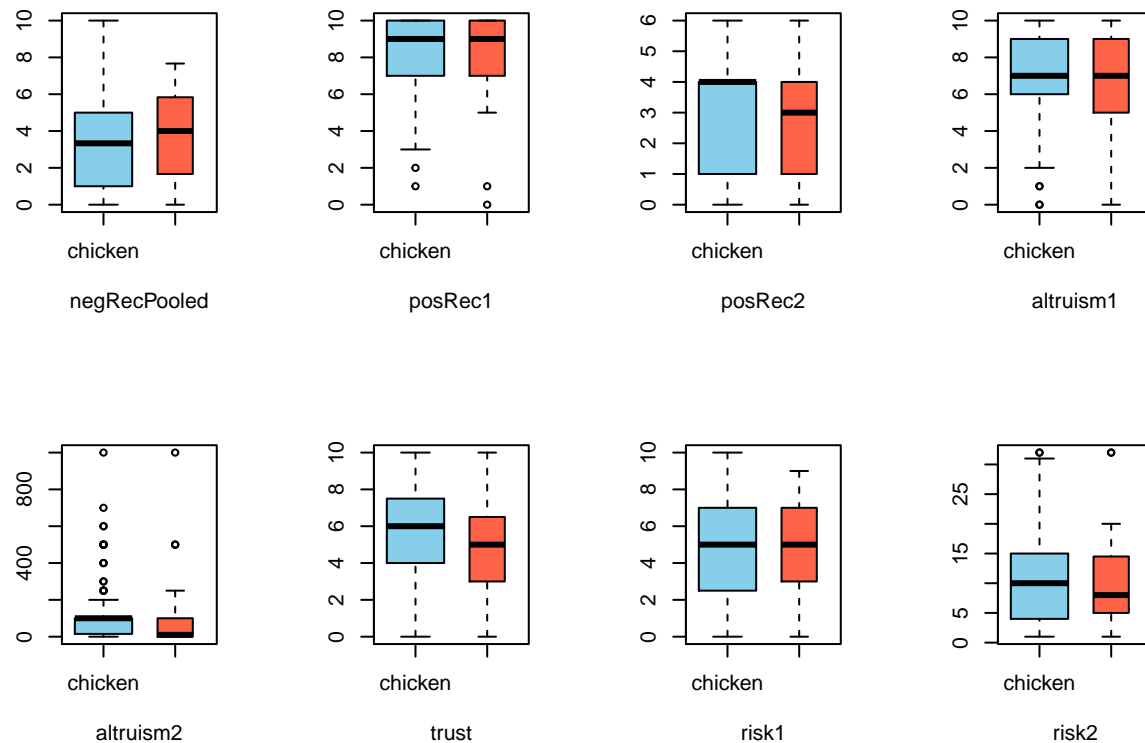 0 2 4 6 8 10
chicken
negRecPooled
0 2 4 6 8 10
chicken
posRec1
0 1 2 3 4 5 6
chicken
posRec2
0 2 4 6 8 10
chicken
altruism1
0 400 800
chicken
altruism2
0 2 4 6 8 10
chicken
trust
0 2 4 6 8 10
chicken
risk1
0 5 15 25
chicken
risk2